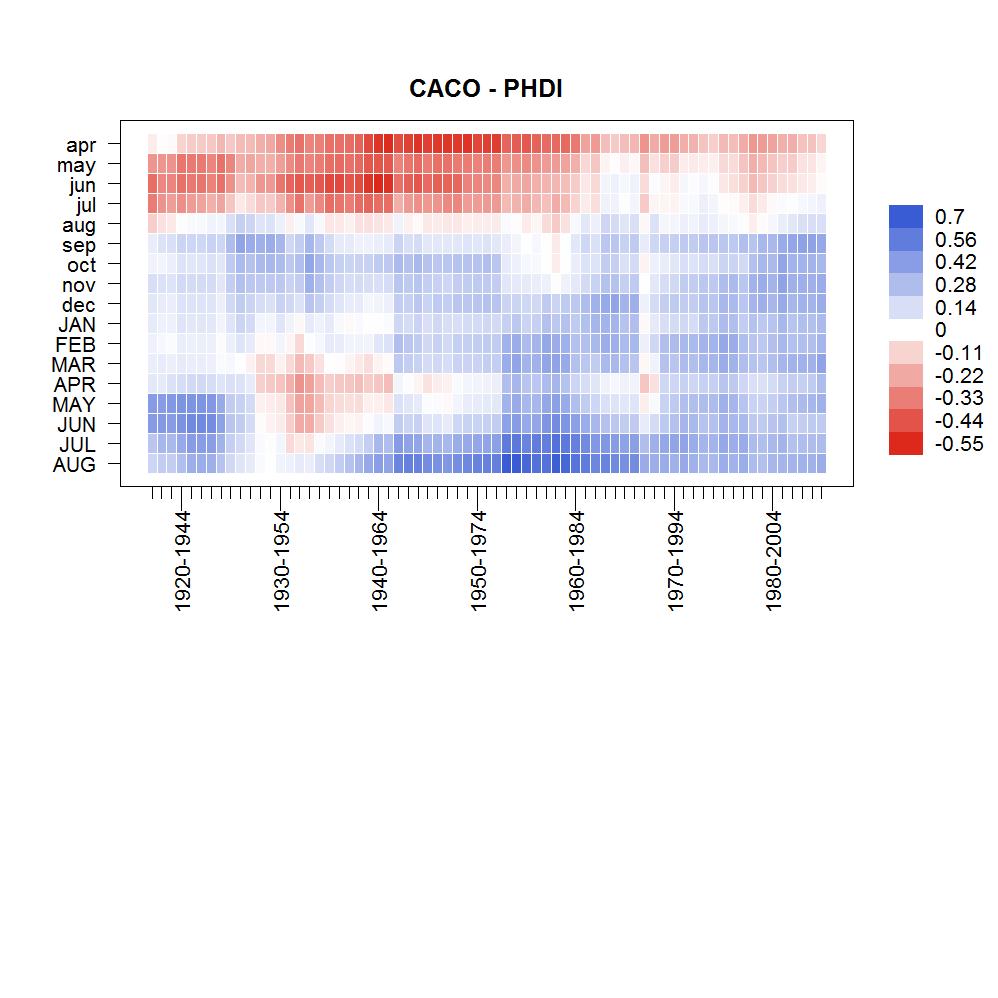 CACO - PHDI
apr
may
jun
jul
aug
sep
oct
nov
dec
JAN
FEB
MAR
APR
MAY
JUN
JUL
AUG
1920-1944
1930-1954
1940-1964
1950-1974
1960-1984
1970-1994
1980-2004
0.7
0.56
0.42
0.28
0.14
0
-0.11
-0.22
-0.33
-0.44
-0.55